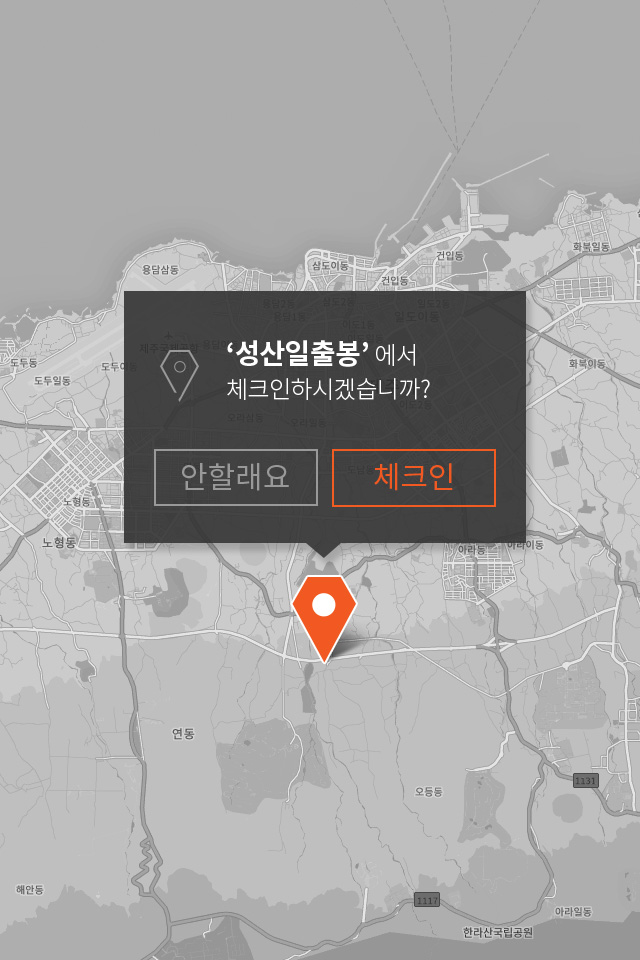 화북일동
건입동
용담삼동
삼도이동
건입동
‘성산일출봉’ 에서
체크인하시겠습니까?
도두동
도두이동
화북이동
도두일동
안할래요
체크인
노형동
노형동
아라동
아라이동
연동
1131
오등동
해안동
1117
아라일동
한라산국립공원